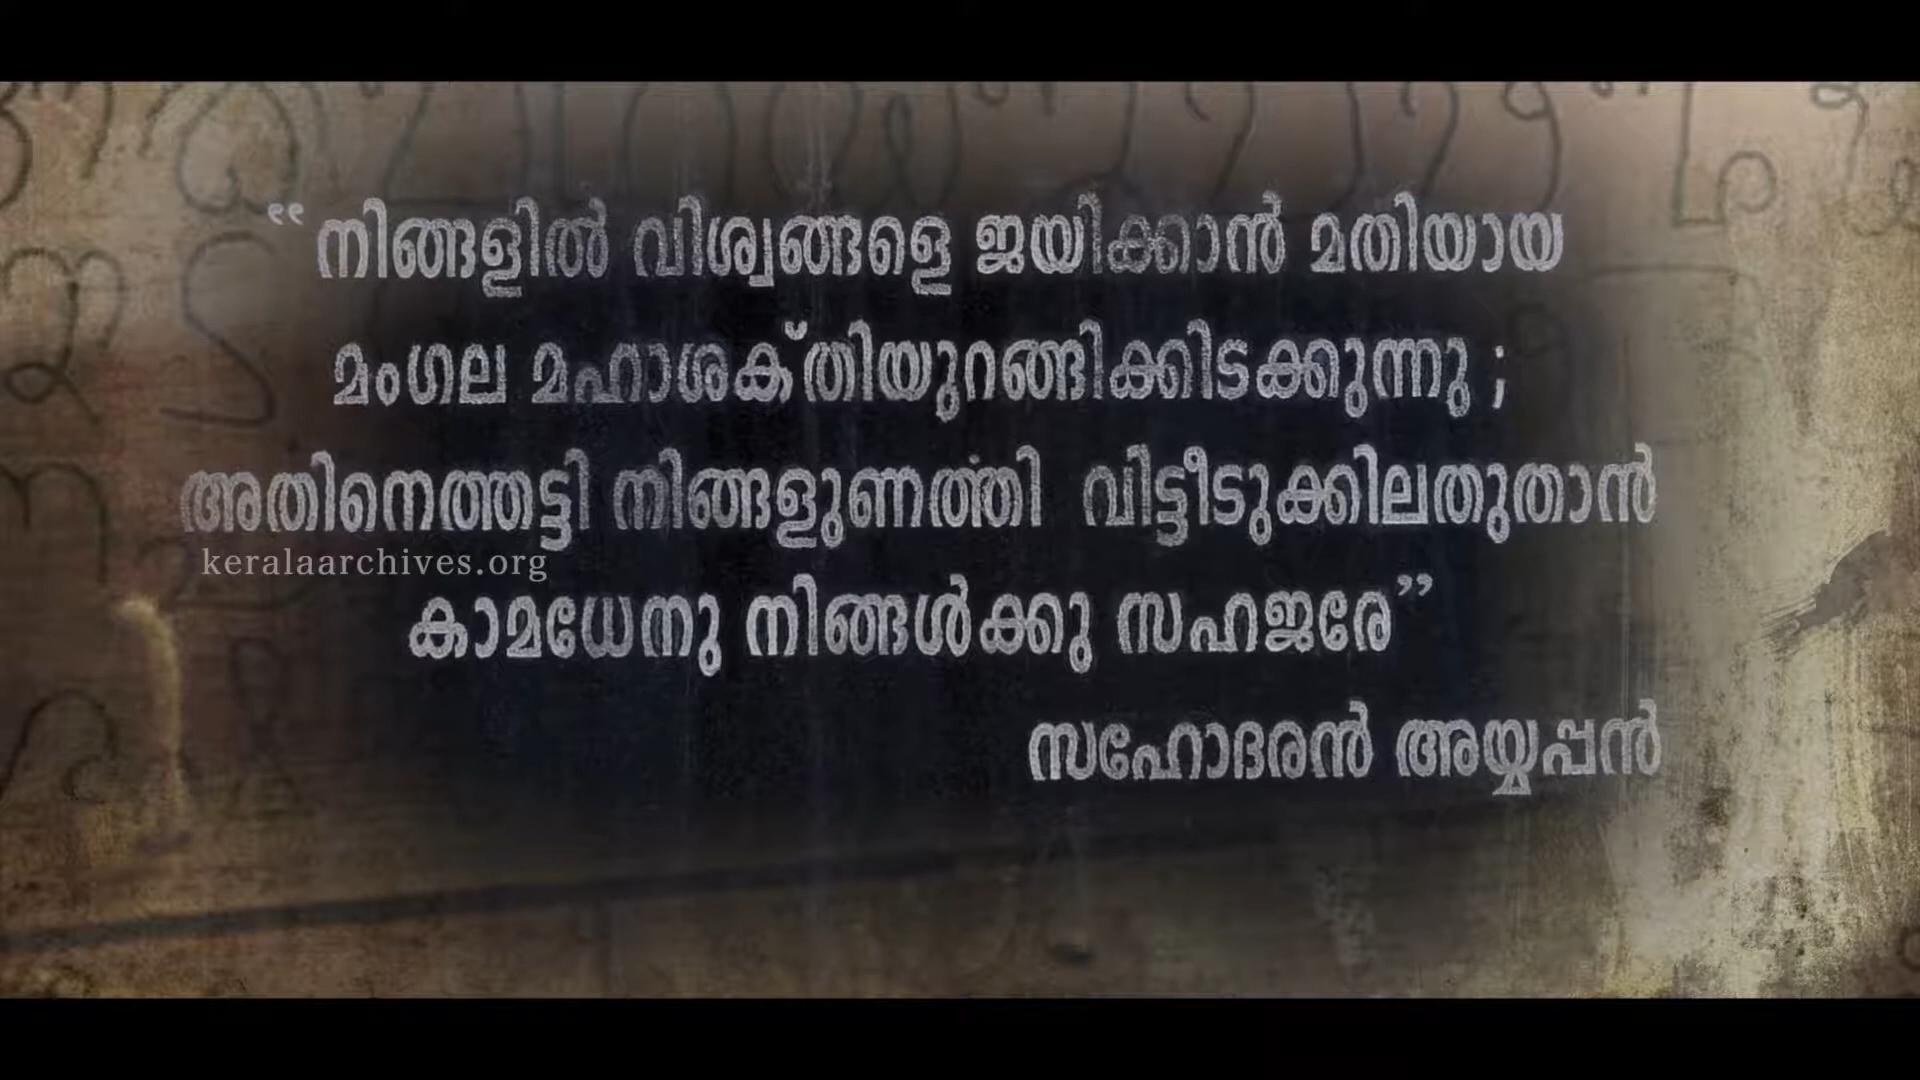 “നിങ്ങളിൽ വിശ്വങ്ങളെ ജയിക്കാൻ മതിയായ
മംഗല മഹാശക്തിയുറങ്ങിക്കിടക്കുന്നു ;
അതിനെത്തട്ടി നിങ്ങളുണൎത്തി വിട്ടീടുക്കിലതുതാൻ
keralaarchives.org
കാമധേനു നിങ്ങൾക്കു സഹജരേ”
സഹോദരൻ അയ്യപ്പൻ